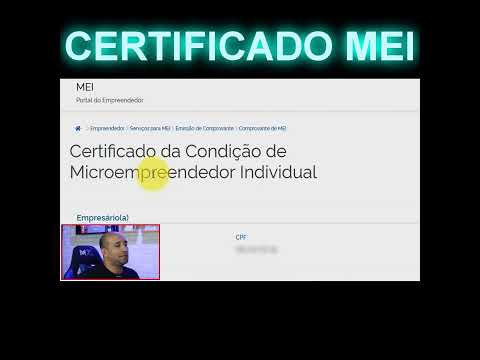 CERTIFICADO MEI
MEI
Portal do Empreendedor
Empreendedor Serviços para MEI Emissão de Comprovante Comprovante de MEI
Certificado da Condição de
Microempreendedor Individual
Empresário(a)
CPF